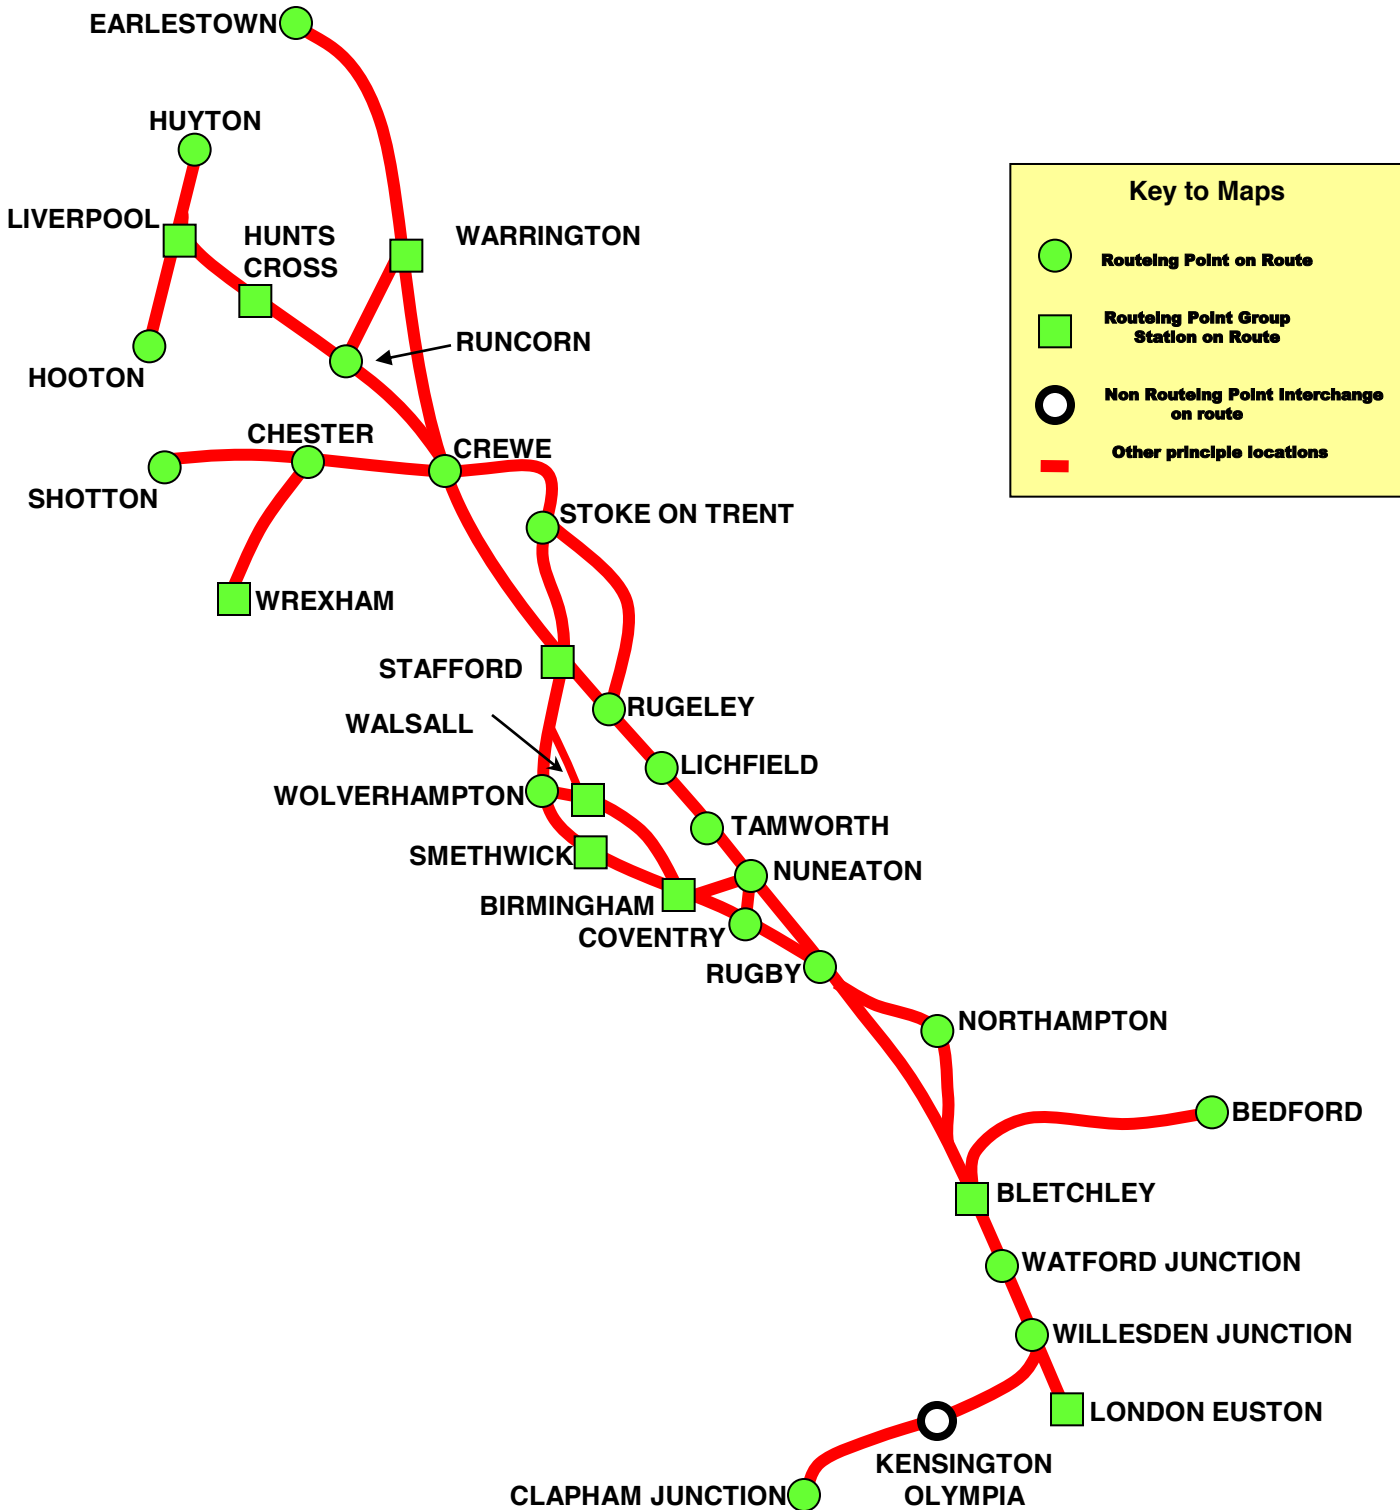 EARLESTOWN
HUYTON
LIVERPOOL
HUNTS
CROSS
WARRINGTON
RUNCORN
HOOTON
CHESTER
CREWE
SHOTTON
STOKE ON TRENT
WREXHAM
STAFFORD
RUGELEY
WALSALL
LICHFIELD
WOLVERHAMPTON
TAMWORTH
SMETHWICK
NUNEATON
BIRMINGHAM
COVENTRY
RUGBY
NORTHAMPTON
BEDFORD
BLETCHLEY
WATFORD JUNCTION
WILLESDEN JUNCTION
LONDON EUSTON
KENSINGTON
OLYMPIA
CLAPHAM JUNCTION
Key to Maps
Routeing Point on Route
Routeing Point Group
Station on Route
Non Routeing Point Interchange
on route
Other principle locations